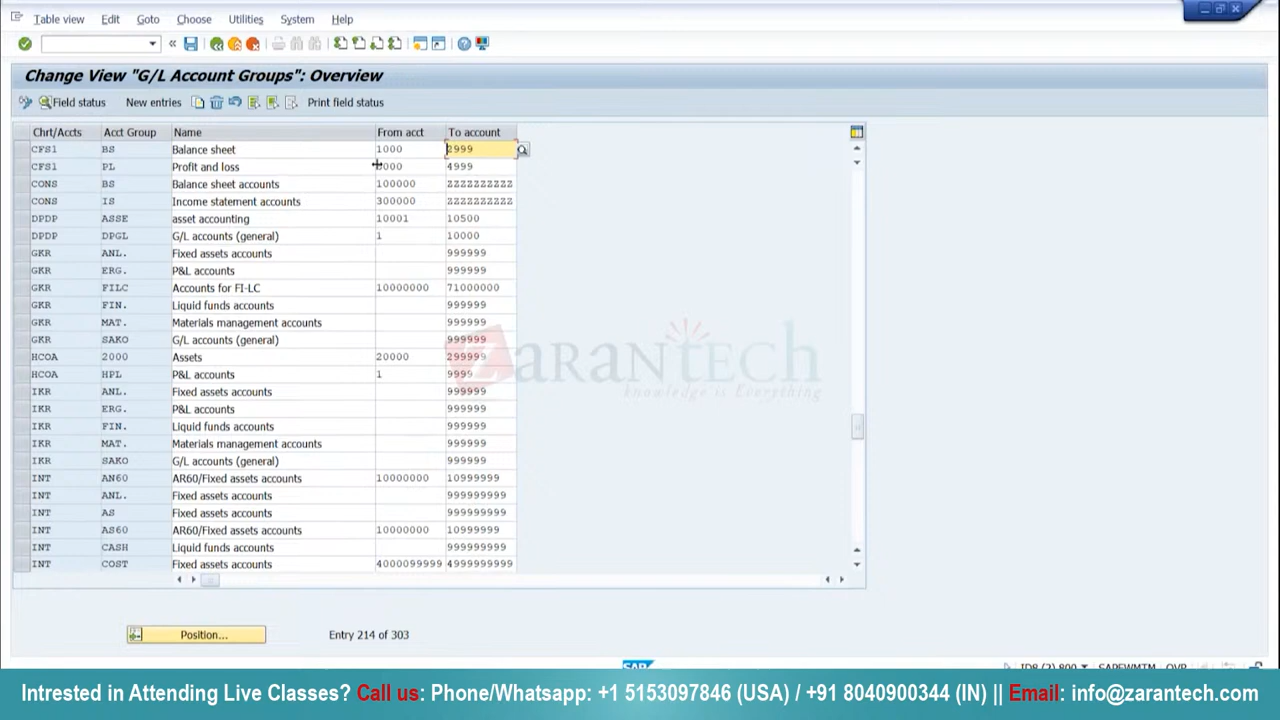 Table view Edit Goto Choose Utilities System Help
Change View "G/L Account Groups": Overview
Field status New entries Print field status
Chrt/Accts Acct Group Name From acct To account
CFS1 BS Balance sheet 1000 2999
CFS1 PL Profit and loss 000 4999
CONS BS Balance sheet accounts 100000 ZZZZZZZZZZ
CONS IS Income statement accounts 300000 ZZZZZZZZZZ
DPDP ASSE asset accounting 10001 10500
DPDP DPGL G/L accounts (general) 1 10000
GKR ANL. Fixed assets accounts 999999
GKR ERG. P&L accounts 999999
GKR FILC Accounts for FI-LC 10000000 71000000
GKR FIN. Liquid funds accounts 999999
GKR MAT. Materials management accounts 999999
GKR SAKO G/L accounts (general) 999999
HCOA 2000 Assets 20000 299999
HCOA HPL P&L accounts 1 9999
IKR ANL. Fixed assets accounts 999999
IKR ERG. P&L accounts 999999
IKR FIN. Liquid funds accounts 999999
IKR MAT. Materials management accounts 999999
IKR SAKO G/L accounts (general) 999999
INT AN60 AR60/Fixed assets accounts 10000000 10999999
INT ANL. Fixed assets accounts 999999999
INT AS Fixed assets accounts 999999999
INT AS60 AR60/Fixed assets accounts 10000000 10999999
INT CASH Liquid funds accounts 999999999
INT COST Fixed assets accounts 4000099999 4999999999
ZARANTECH
Knowledge is Everything
Position... Entry 214 of 303
SAP
Intrested in Attending Live Classes? Call us: Phone/Whatsapp: +1 5153097846 (USA) / +91 8040900344 (IN) || Email: info@zarantech.com